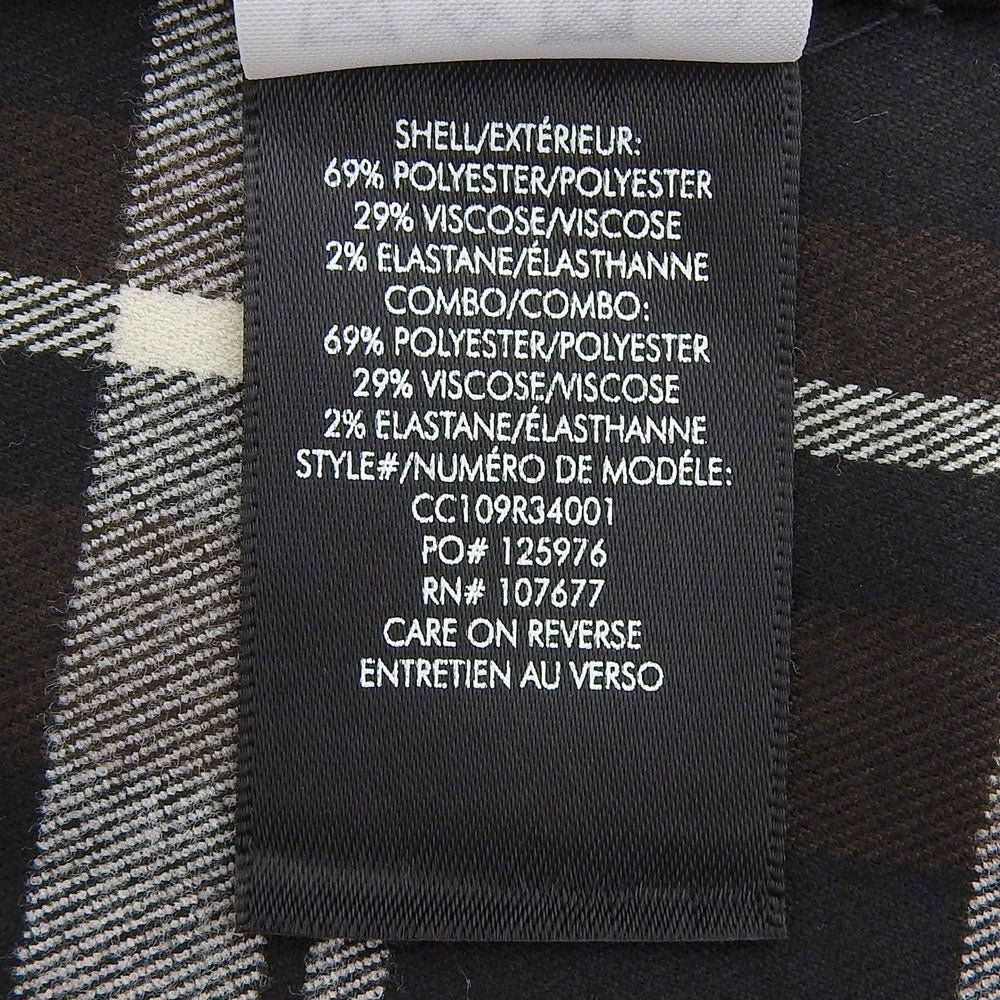 SHELL/EXTÉRIEUR:
69% POLYESTER/POLYESTER
29% VISCOSE/VISCOSE
2% ELASTANE/ÉLASTHANNE
COMBO/COMBO:
69% POLYESTER/POLYESTER
29% VISCOSE/VISCOSE
2% ELASTANE/ÉLASTHANNE
STYLE#/NUMÉRO DE MODÉLE:
CC109R34001
PO# 125976
RN# 107677
CARE ON REVERSE
ENTRETIEN AU VERSO